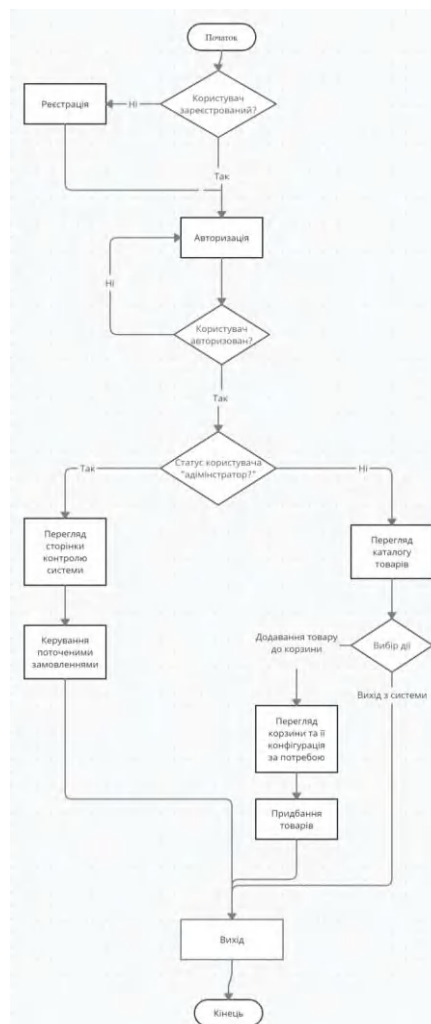 Початок
Користувач
зареєстрований?
Ні
Реєстрація
Так
Авторизація
Ні
Користувач
авторизован?
Так
Статус користувача
"адімінстратор?"
Так
Ні
Перегляд
сторінки
контролю
системи
Перегляд
каталогу
товарів
Керування
поточеними
замовленнями
Додавання товару
до корзини
Вибір дії
Вихід з системи
Перегляд
корзини та її
конфігурація
за потребою
Придбання
товарів
Вихід
Кінець